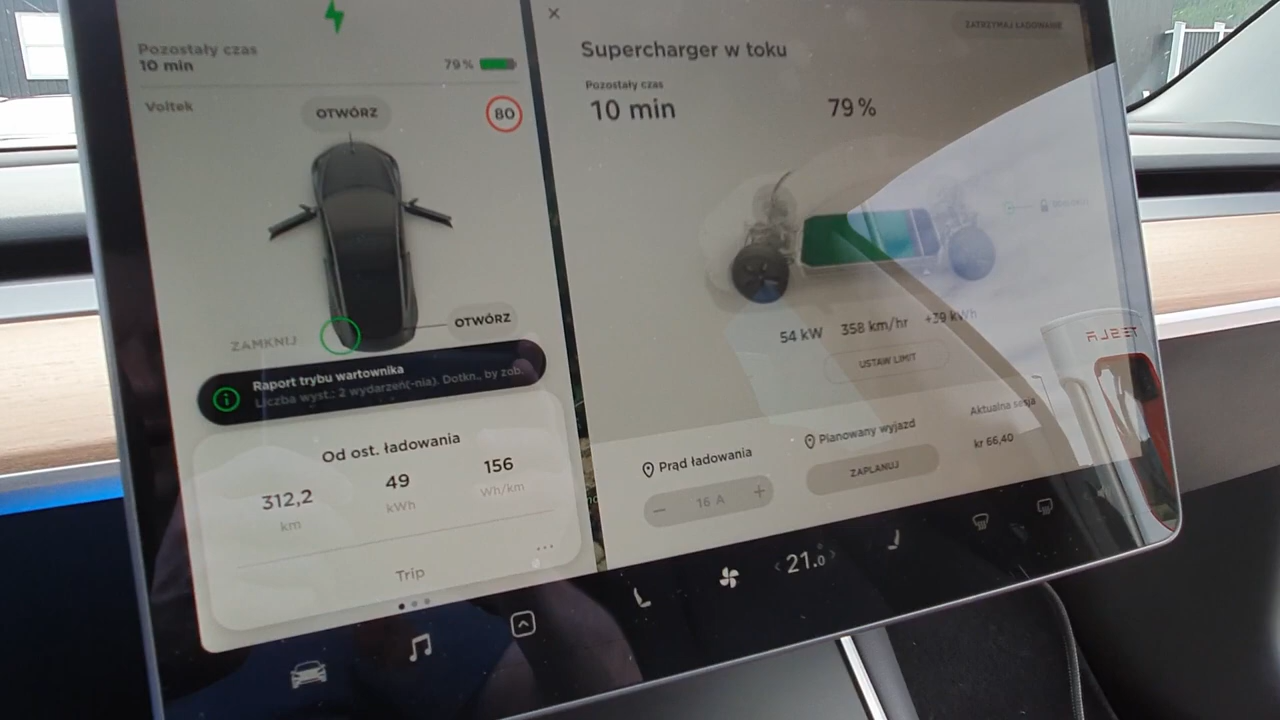 Pozostały czas
10 min
79 %
Voltek
OTWÓRZ
80
ZAMKNIJ
OTWÓRZ
Raport trybu wartownika
Liczba wyst.: 2 wydarzeń(-nia). Dotkn., by zob.
Od ost. ładowania
312,2
km
49
kWh
156
Wh/km
Trip
ZATRZYMAJ ŁADOWANIE
Supercharger w toku
Pozostały czas
10 min
79 %
54 kW
358 km/hr
+39 kWh
USTAW LIMIT
Prąd ładowania
16 A
Planowany wyjazd
ZAPLANUJ
Aktualna sesja
kr 66,40
TESLA
21.0